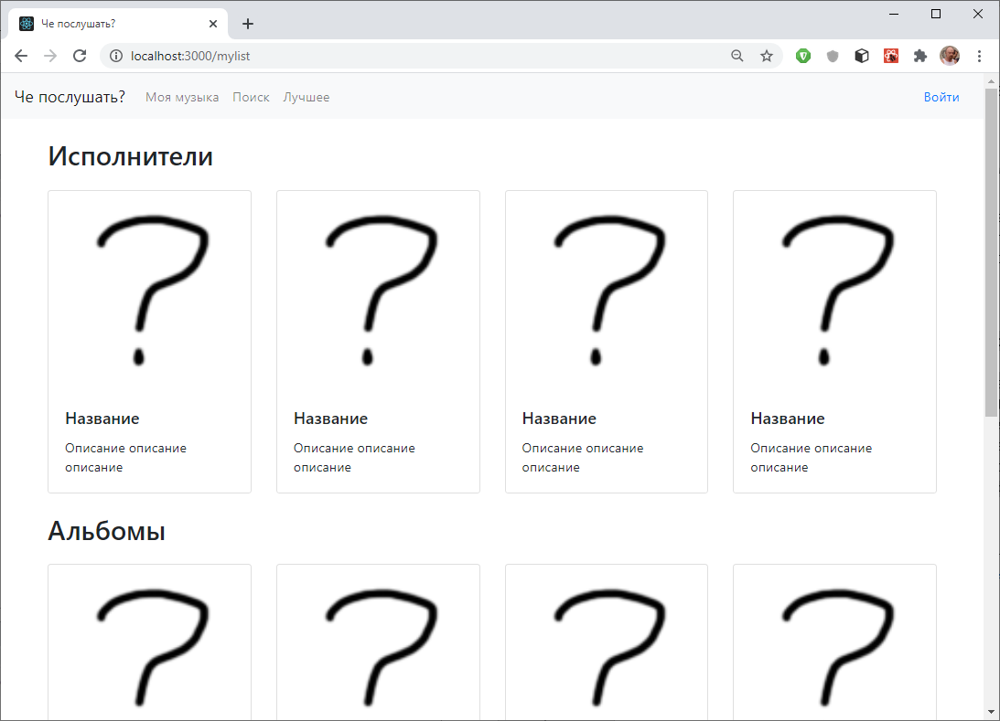 Че послушать?
localhost:3000/mylist
Че послушать? Моя музыка Поиск Лучшее Войти
Исполнители
Название Название Название Название
Описание описание Описание описание Описание описание Описание описание
описание описание описание описание
Альбомы